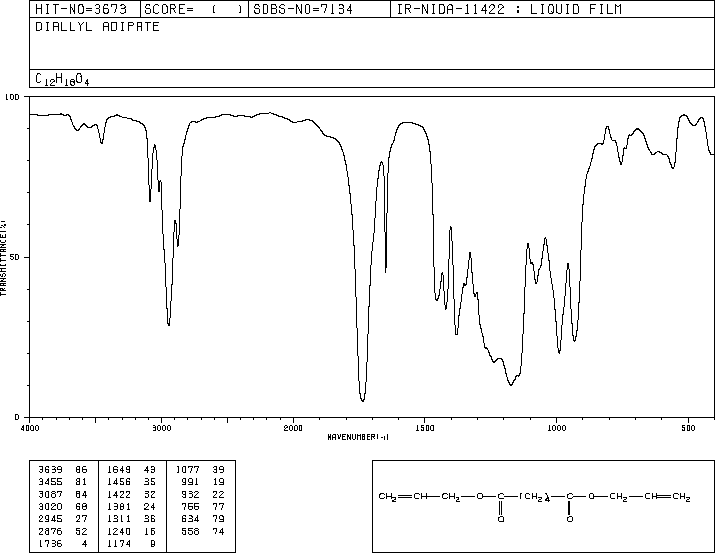 HIT-NO=3673 SCORE= ( ) SDBS-NO=7134 IR-NIDA-11422 : LIQUID FILM
DIALLYL ADIPATE
C12H18O4
100
50
0
TRANSMITTANCE(%)
4000 3000 2000 1500 1000 500
WAVENUMBER(-1)
3639 86 1649 43 1077 39
3455 81 1456 35 991 19
3087 64 1422 32 932 22
3020 68 1381 24 755 77
2945 27 1311 36 634 79
2876 52 1240 16 558 74
1736 4 1174 9
CH2=CH-CH2-O-C-(CH2)4-C-O-CH2-CH=CH2
O O